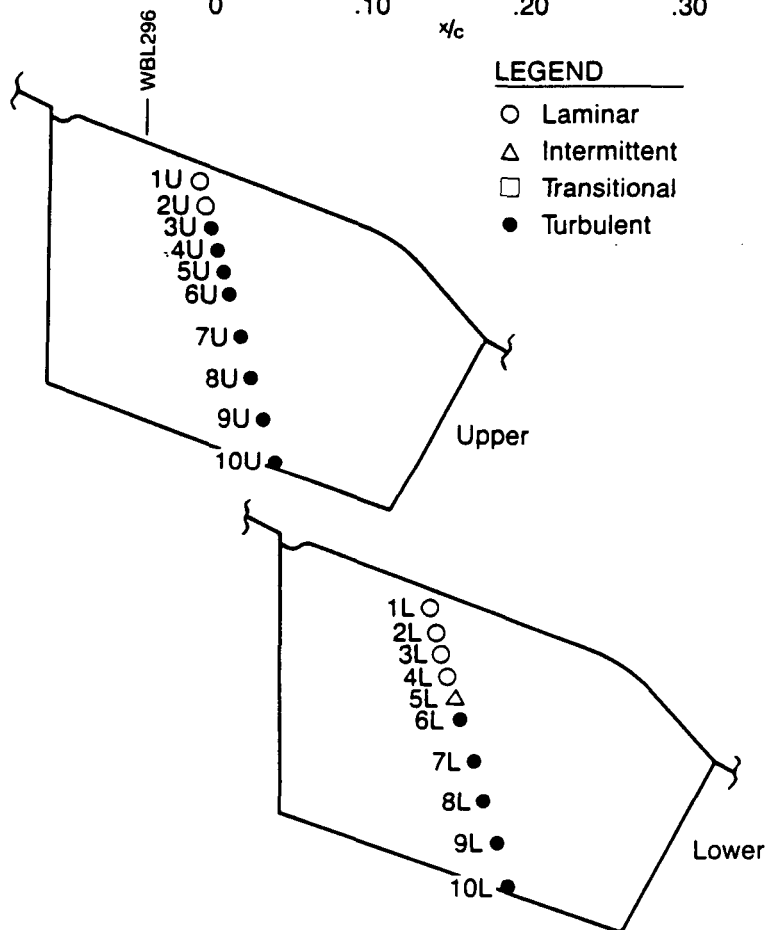 0 .10 .20 .30
x/c
WBL296
LEGEND
Laminar
Intermittent
Transitional
Turbulent
1U
2U
3U
4U
5U
6U
7U
8U
9U
10U
Upper
1L
2L
3L
4L
5L
6L
7L
8L
9L
10L
Lower